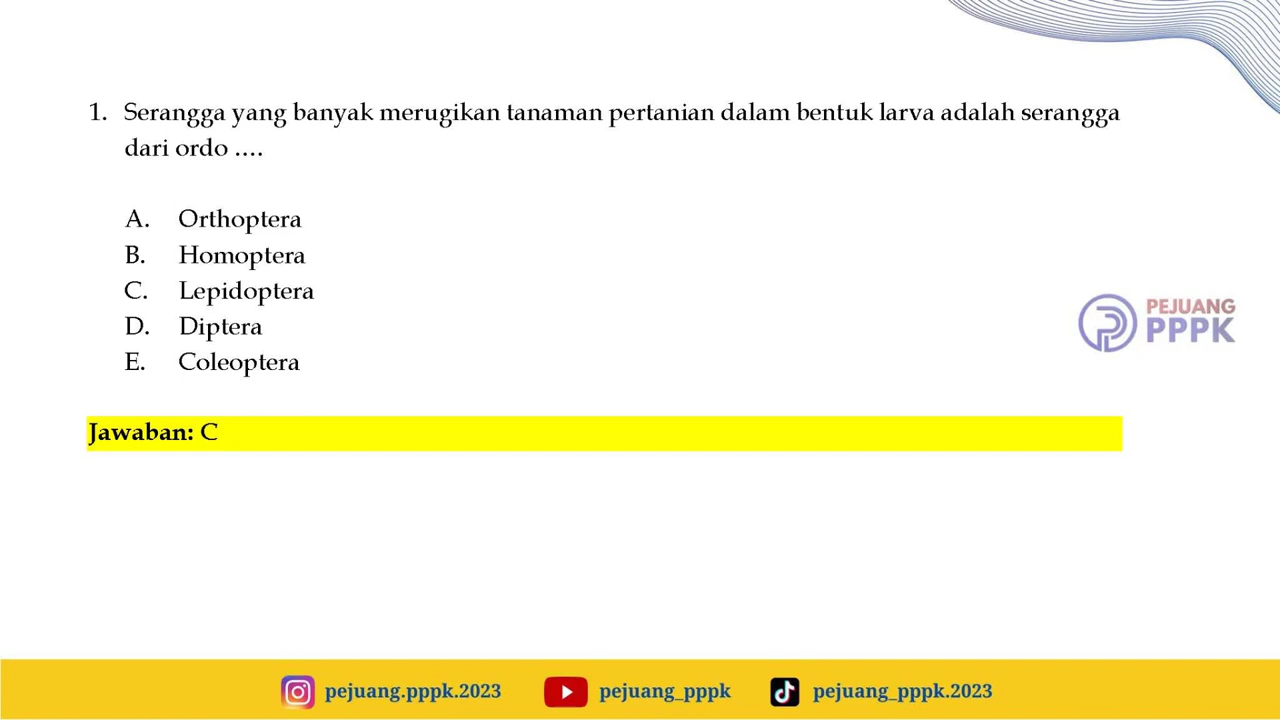 1. Serangga yang banyak merugikan tanaman pertanian dalam bentuk larva adalah serangga
dari ordo ....
A. Orthoptera
B. Homoptera
C. Lepidoptera
D. Diptera
E. Coleoptera
PEJUANG
PPPK
Jawaban: C
pejuang.pppk.2023
pejuang_pppk
pejuang_pppk.2023